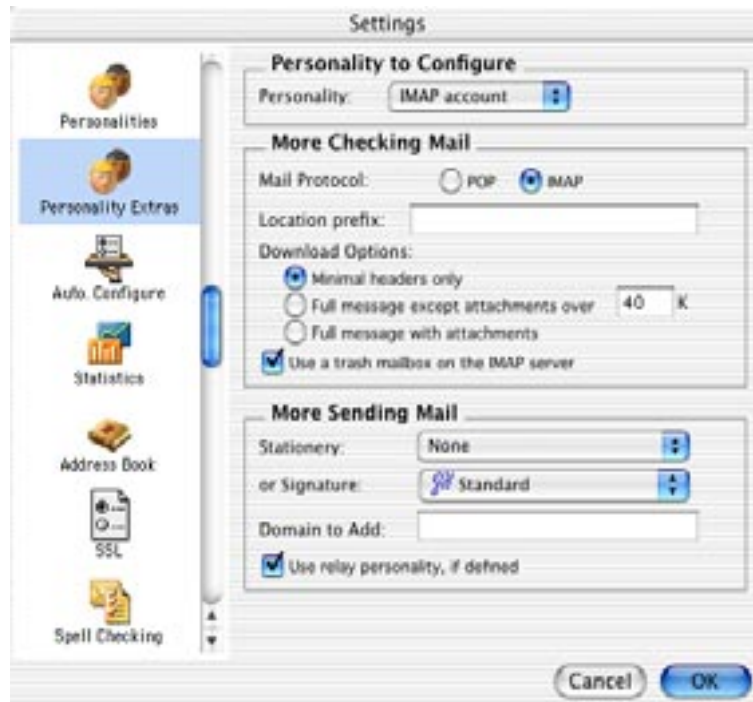 Settings
Personalities
Personality Extras
Auto. Configure
Statistics
Address Book
SSL
Spell Checking
Personality to Configure
Personality: IMAP account
More Checking Mail
Mail Protocol: POP IMAP
Location prefix:
Download Options:
Minimal headers only
Full message except attachments over 40 K
Full message with attachments
Use a trash mailbox on the IMAP server
More Sending Mail
Stationery: None
or Signature: Standard
Domain to Add:
Use relay personality, if defined
Cancel OK